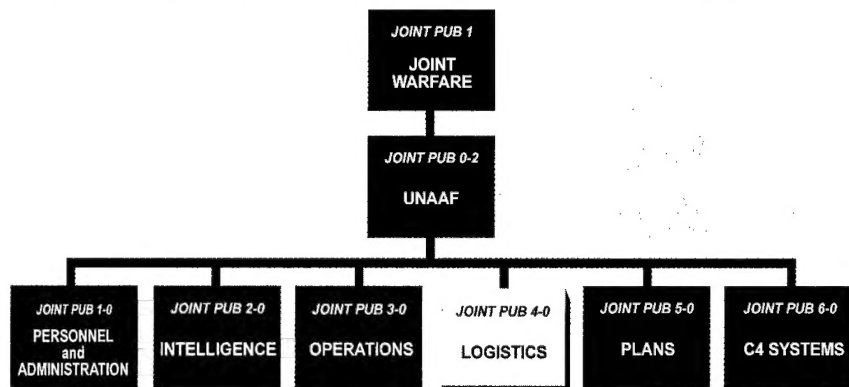 JOINT PUB 1
JOINT
WARFARE
JOINT PUB 0-2
UNAAF
JOINT PUB 1-0
PERSONNEL
and
ADMINISTRATION
JOINT PUB 2-0
INTELLIGENCE
JOINT PUB 3-0
OPERATIONS
JOINT PUB 4-0
LOGISTICS
JOINT PUB 5-0
PLANS
JOINT PUB 6-0
C4 SYSTEMS